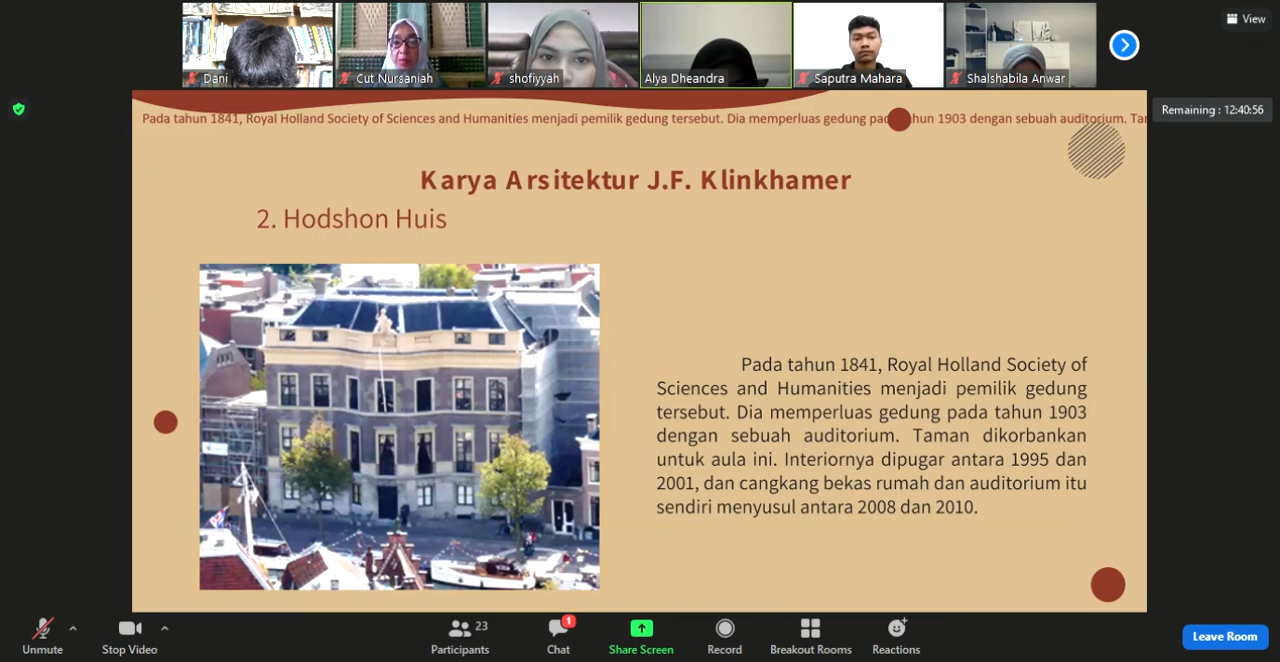 View
Dani
Cut Nursaniah
shofiyyah
Alya Dheandra
Saputra Mahara
Shalshabila Anwar
Remaining : 12:40:56
Pada tahun 1841, Royal Holland Society of Sciences and Humanities menjadi pemilik gedung tersebut. Dia memperluas gedung pada tahun 1903 dengan sebuah auditorium. Ta
Karya Arsitektur J.F. Klinkhamer
2. Hodshon Huis
Pada tahun 1841, Royal Holland Society of
Sciences and Humanities menjadi pemilik gedung
tersebut. Dia memperluas gedung pada tahun 1903
dengan sebuah auditorium. Taman dikorbankan
untuk aula ini. Interiornya dipugar antara 1995 dan
2001, dan cangkang bekas rumah dan auditorium itu
sendiri menyusul antara 2008 dan 2010.
23
1
Unmute
Stop Video
Participants
Chat
Share Screen
Record
Breakout Rooms
Reactions
Leave Room